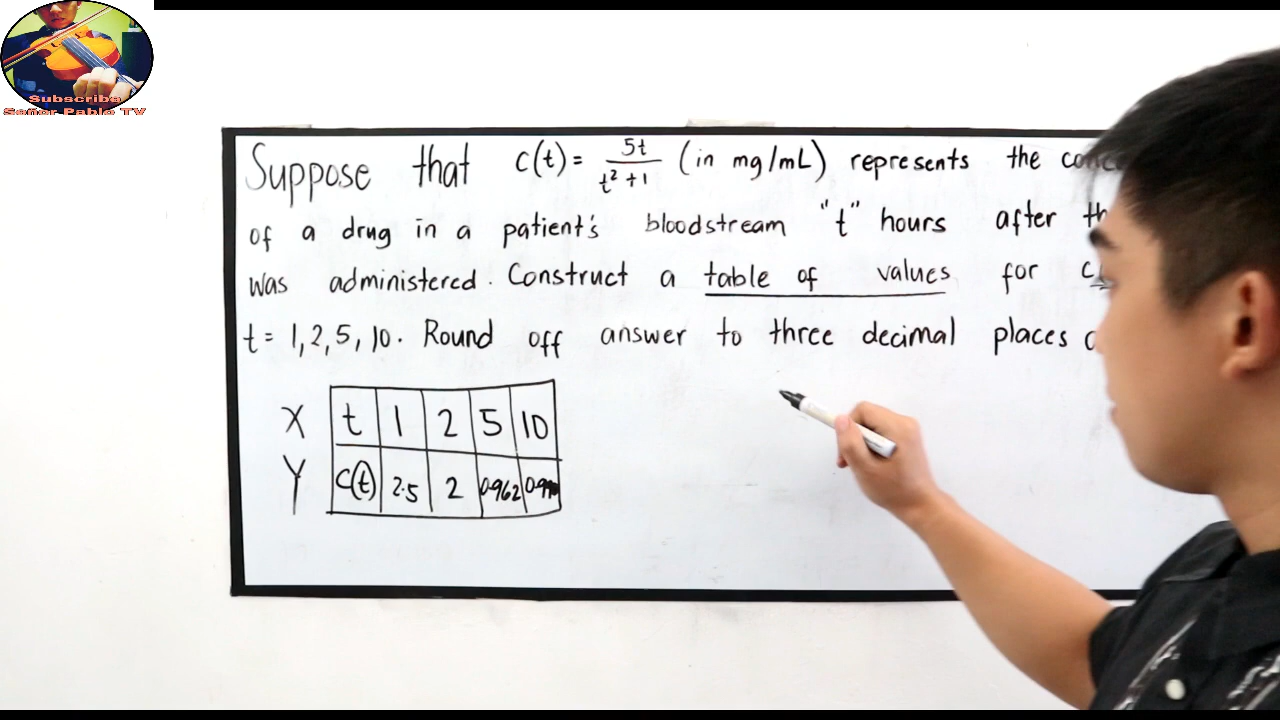 Subscribe
Señor Pablo TV
Suppose that c(t) = 5t / t² + 1 (in mg/mL) represents the
of a drug in a patient's bloodstream "t" hours after
was administered. Construct a table of values for
t = 1, 2, 5, 10. Round off answer to three decimal places
X t 1 2 5 10
Y c(t) 2.5 2 0.962